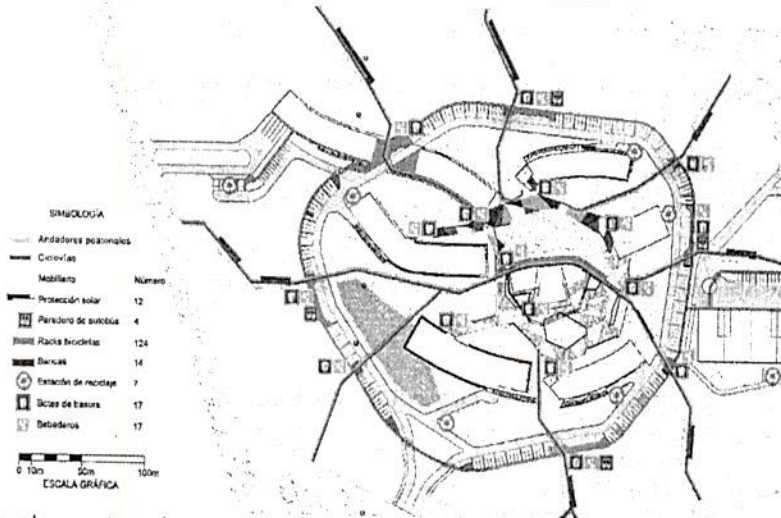 SIMBOLOGÍA
Andadores peatonales
Ciclovías
Mobiliario Número
Protección solar 12
Paradero de autobús 4
Racks bicicletas 124
Bancas 14
Estación de reciclaje 7
Botes de basura 17
Bebederos 17
0 10m 50m 100m
ESCALA GRÁFICA